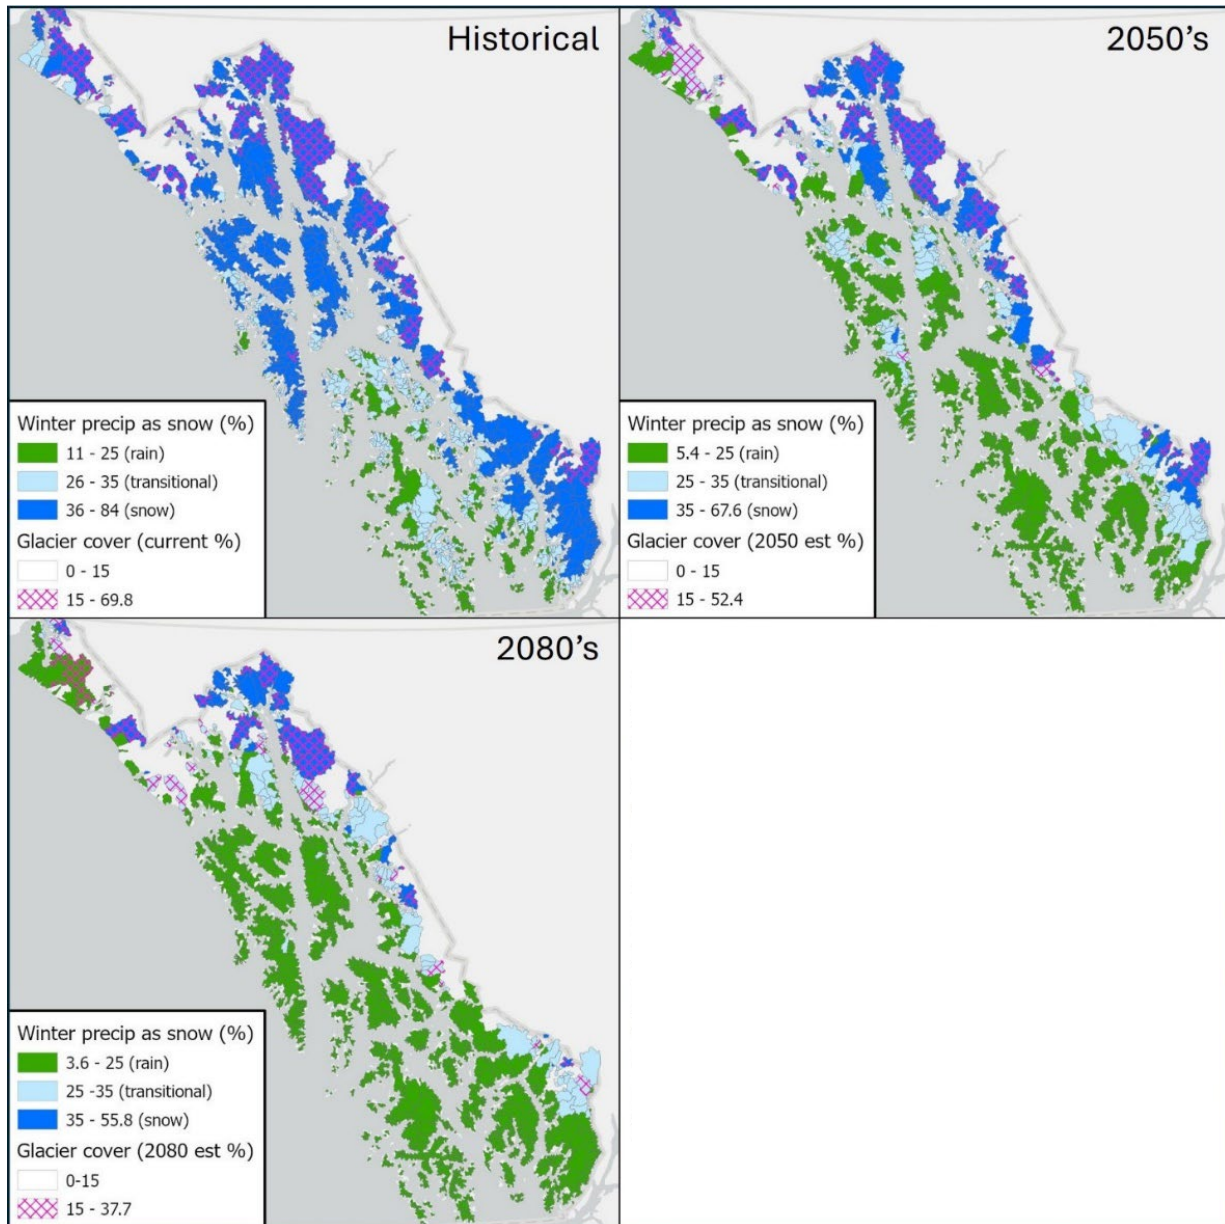 Historical
Winter precip as snow (%)
11 - 25 (rain)
26 - 35 (transitional)
36 - 84 (snow)
Glacier cover (current %)
0 - 15
15 - 69.8
2050's
Winter precip as snow (%)
5.4 - 25 (rain)
25 - 35 (transitional)
35 - 67.6 (snow)
Glacier cover (2050 est %)
0 - 15
15 - 52.4
2080's
Winter precip as snow (%)
3.6 - 25 (rain)
25 -35 (transitional)
35 - 55.8 (snow)
Glacier cover (2080 est %)
0-15
15 - 37.7